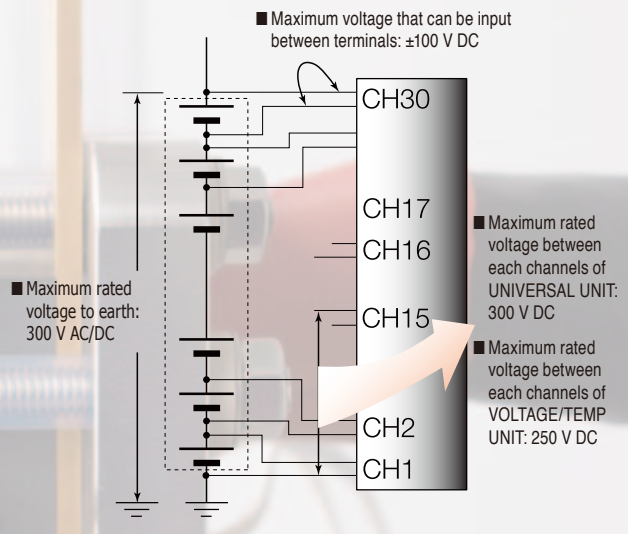 ■ Maximum voltage that can be input
between terminals: ±100 V DC
CH30
CH17
CH16
CH15
CH2
CH1
■ Maximum rated
voltage to earth:
300 V AC/DC
■ Maximum rated
voltage between
each channels of
UNIVERSAL UNIT:
300 V DC
■ Maximum rated
voltage between
each channels of
VOLTAGE/TEMP
UNIT: 250 V DC